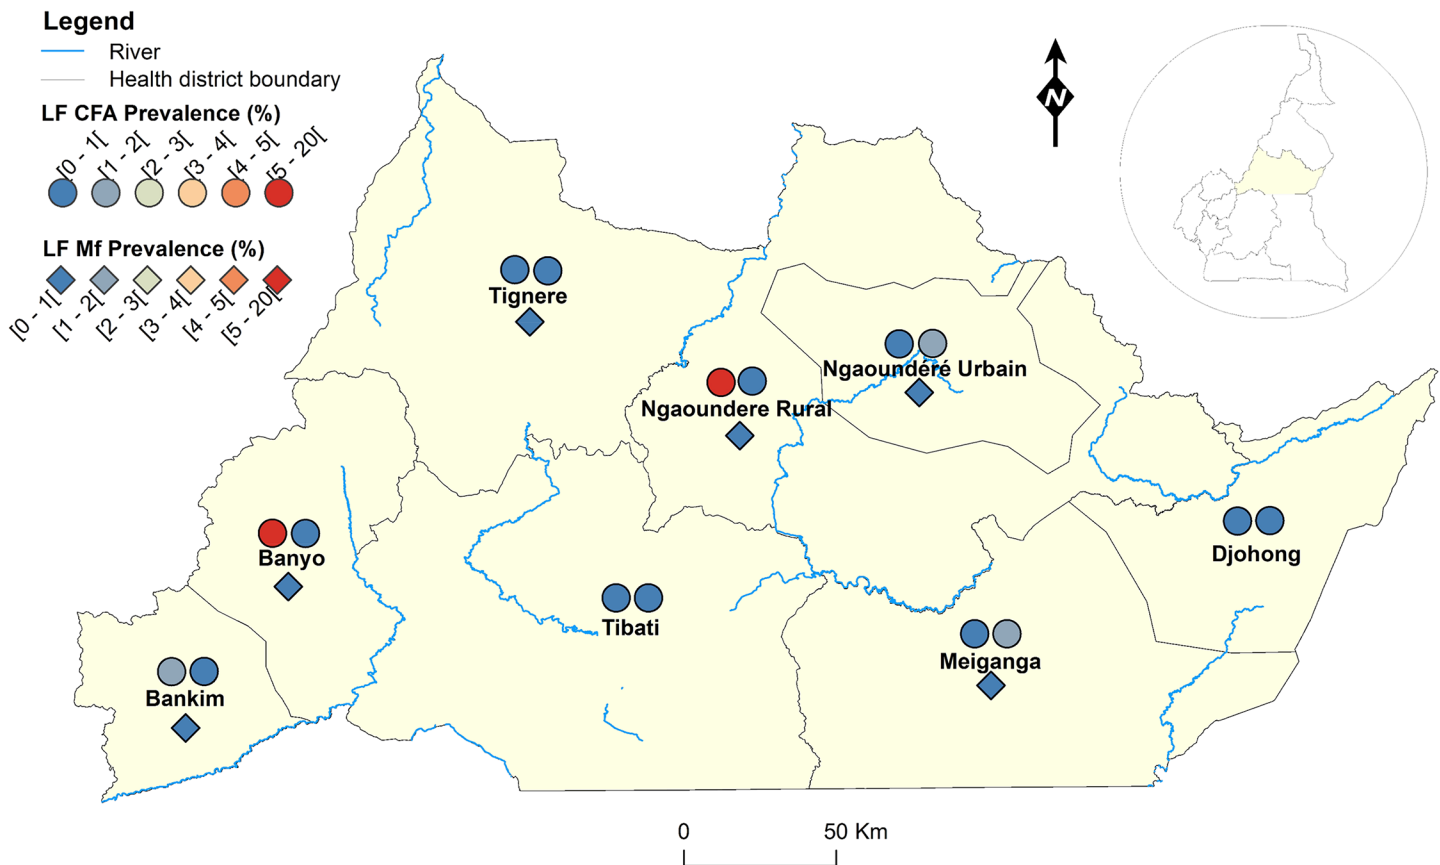 Legend
River
Health district boundary
LF CFA Prevalence (%)
[0 - 1[ [1 - 2[ [2 - 3[ [3 - 4[ [4 - 5[ [5 - 20[
LF Mf Prevalence (%)
[0 - 1[ [1 - 2[ [2 - 3[ [3 - 4[ [4 - 5[ [5 - 20[
N
Tignere
Ngaoundéré Urbain
Ngaoundere Rural
Banyo
Djohong
Tibati
Meiganga
Bankim
0 50 Km